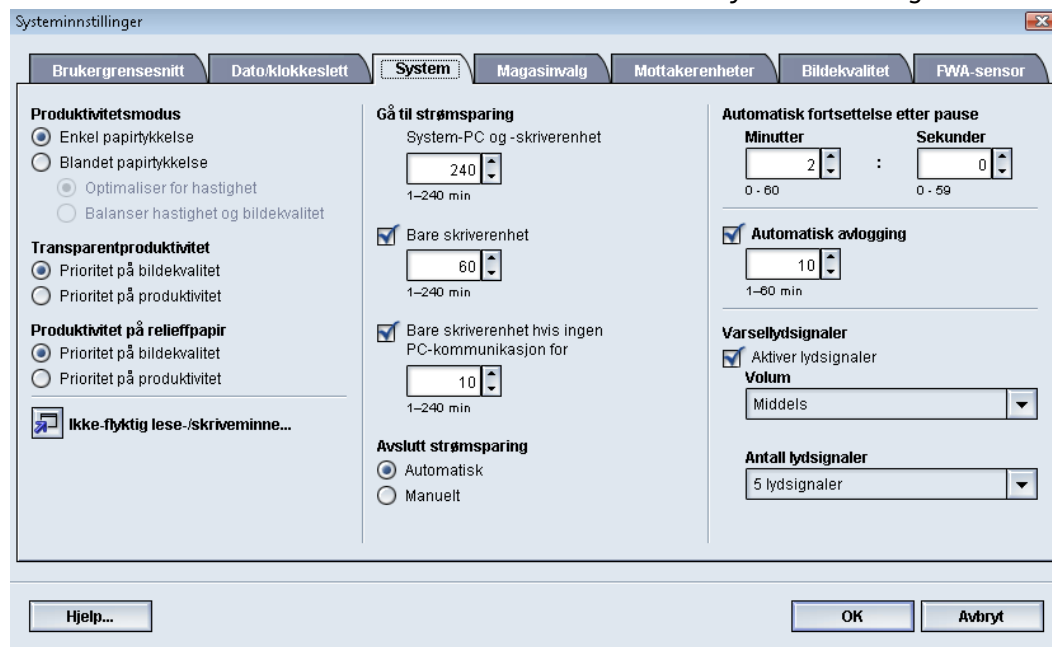 Systeminnstillinger
Brukergrensesnitt
Dato/klokkeslett
System
Magasinvalg
Mottakerenheter
Bildekvalitet
FWA-sensor
Produktivitetsmodus
Enkel papirtykkelse
Blandet papirtykkelse
Optimaliser for hastighet
Balanser hastighet og bildekvalitet
Transparentproduktivitet
Prioritet på bildekvalitet
Prioritet på produktivitet
Produktivitet på relieffpapir
Prioritet på bildekvalitet
Prioritet på produktivitet
Ikke-flyktig lese-/skriveminne...
Gå til strømsparing
System-PC og -skriverenhet
240
1–240 min
Bare skriverenhet
60
1–240 min
Bare skriverenhet hvis ingen
PC-kommunikasjon for
10
1–240 min
Avslutt strømsparing
Automatisk
Manuelt
Automatisk fortsettelse etter pause
Minutter Sekunder
2 : 0
0 - 60 0 - 59
Automatisk avlogging
10
1–60 min
Varsellydsignaler
Aktiver lydsignaler
Volum
Middels
Antall lydsignaler
5 lydsignaler
Hjelp...
OK
Avbryt